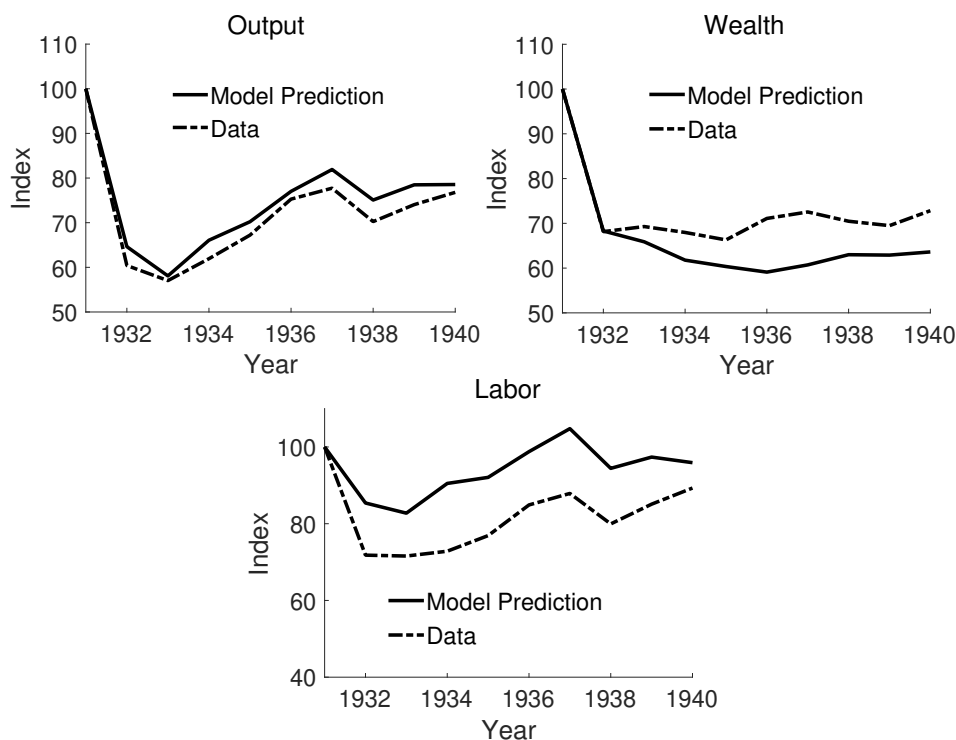 Output
110
100
90
80
70
60
50
Index
Model Prediction
Data
1932 1934 1936 1938 1940
Year
Wealth
110
100
90
80
70
60
50
Index
Model Prediction
Data
1932 1934 1936 1938 1940
Year
Labor
100
80
60
40
Index
Model Prediction
Data
1932 1934 1936 1938 1940
Year